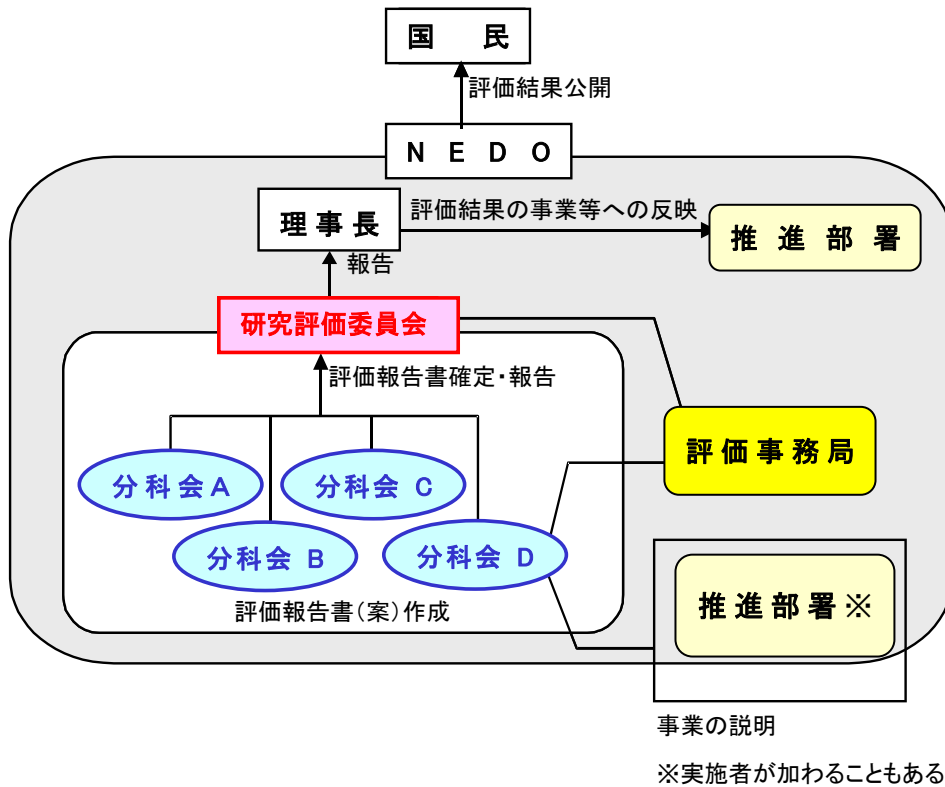 国　民
評価結果公開
ＮＥＤＯ
理事長
評価結果の事業等への反映
推進部署
報告
研究評価委員会
評価報告書確定・報告
評価事務局
分科会A
分科会 C
分科会 B
分科会 D
推進部署※
評価報告書(案)作成
事業の説明
※実施者が加わることもある